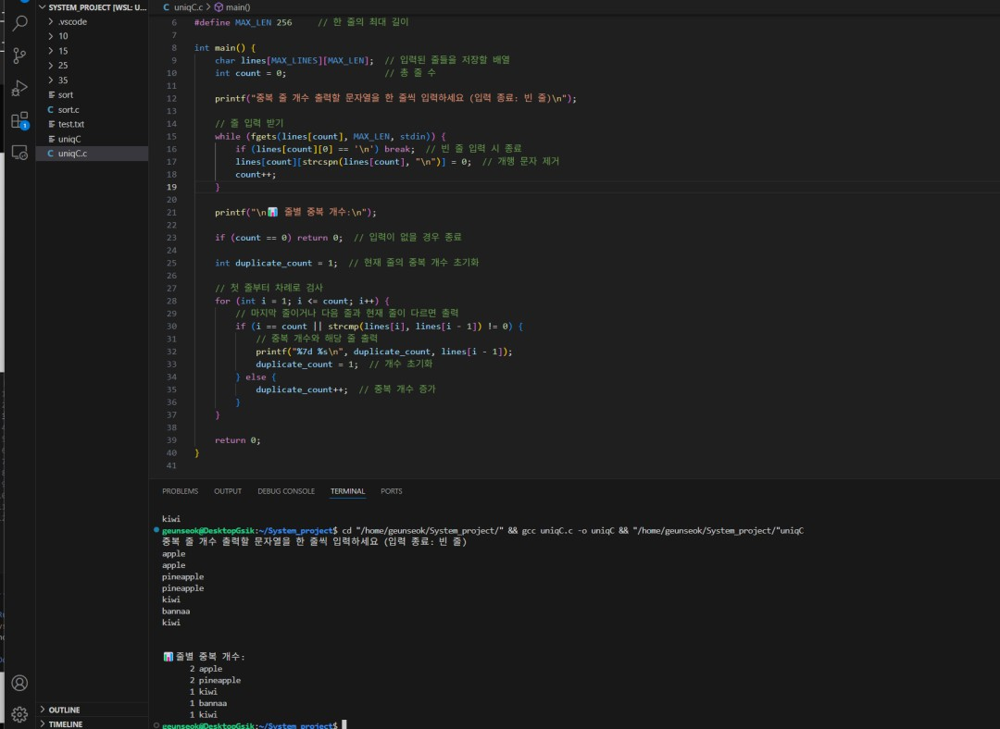 SYSTEM_PROJECT [WSL: U...
.vscode
10
15
25
35
sort
C sort.c
test.txt
uniqC
C uniqC.c
OUTLINE
TIMELINE
1
C uniqC.c > main()
6 #define MAX_LEN 256 // 한 줄의 최대 길이
7
8 int main() {
9 char lines[MAX_LINES][MAX_LEN]; // 입력된 줄들을 저장할 배열
10 int count = 0; // 총 줄 수
11
12 printf("중복 줄 개수 출력할 문자열을 한 줄씩 입력하세요 (입력 종료: 빈 줄)\n");
13
14 // 줄 입력 받기
15 while (fgets(lines[count], MAX_LEN, stdin)) {
16 if (lines[count][0] == '\n') break; // 빈 줄 입력 시 종료
17 lines[count][strcspn(lines[count], "\n")] = 0; // 개행 문자 제거
18 count++;
19 }
20
21 printf("\n📊 줄별 중복 개수:\n");
22
23 if (count == 0) return 0; // 입력이 없을 경우 종료
24
25 int duplicate_count = 1; // 현재 줄의 중복 개수 초기화
26
27 // 첫 줄부터 차례로 검사
28 for (int i = 1; i <= count; i++) {
29 // 마지막 줄이거나 다음 줄과 현재 줄이 다르면 출력
30 if (i == count || strcmp(lines[i], lines[i - 1]) != 0) {
31 // 중복 개수와 해당 줄 출력
32 printf("%7d %s\n", duplicate_count, lines[i - 1]);
33 duplicate_count = 1; // 개수 초기화
34 } else {
35 duplicate_count++; // 중복 개수 증가
36 }
37 }
38
39 return 0;
40 }
41
PROBLEMS OUTPUT DEBUG CONSOLE TERMINAL PORTS
kiwi
geunseok@DesktopGsik:~/System_project$ cd "/home/geunseok/System_project/" && gcc uniqC.c -o uniqC && "/home/geunseok/System_project/"uniqC
중복 줄 개수 출력할 문자열을 한 줄씩 입력하세요 (입력 종료: 빈 줄)
apple
apple
pineapple
pineapple
kiwi
bannaa
kiwi
📊 줄별 중복 개수:
2 apple
2 pineapple
1 kiwi
1 bannaa
1 kiwi
geunseok@DesktopGsik:~/System_project$